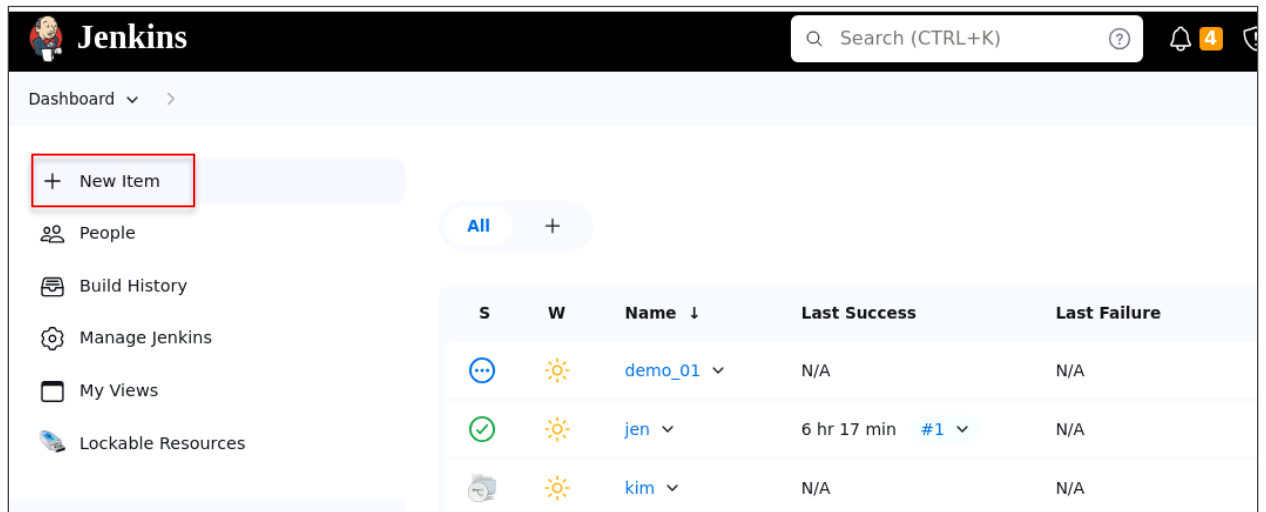 Jenkins
Search (CTRL+K)
4
Dashboard
New Item
People
Build History
Manage Jenkins
My Views
Lockable Resources
All
S W Name ↓ Last Success Last Failure
demo_01 N/A N/A
jen 6 hr 17 min #1 N/A
kim N/A N/A